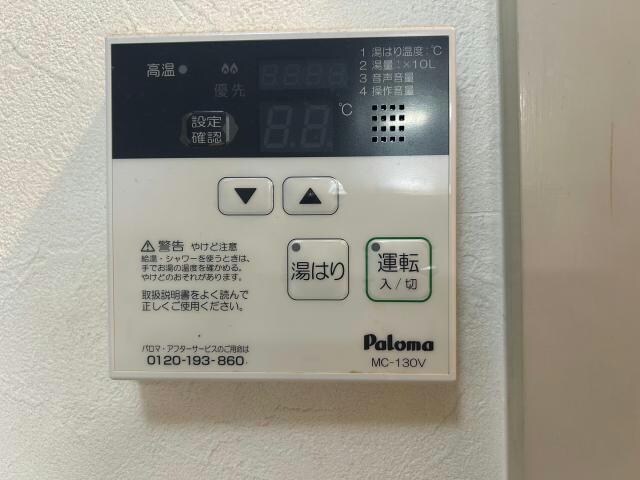 高温
優先
88:88
88
℃
1 湯はり温度:℃
2 湯量:×10L
3 音声音量
4 操作音量
設定
確認
▼ ▲
⚠警告 やけど注意
給湯・シャワーを使うときは、
手でお湯の温度を確かめる。
やけどのおそれがあります。
取扱説明書をよく読んで
正しくご使用ください。
湯はり
運転
入/切
パロマ・アフターサービスのご用命は
0120-193-860
Paloma
MC-130V